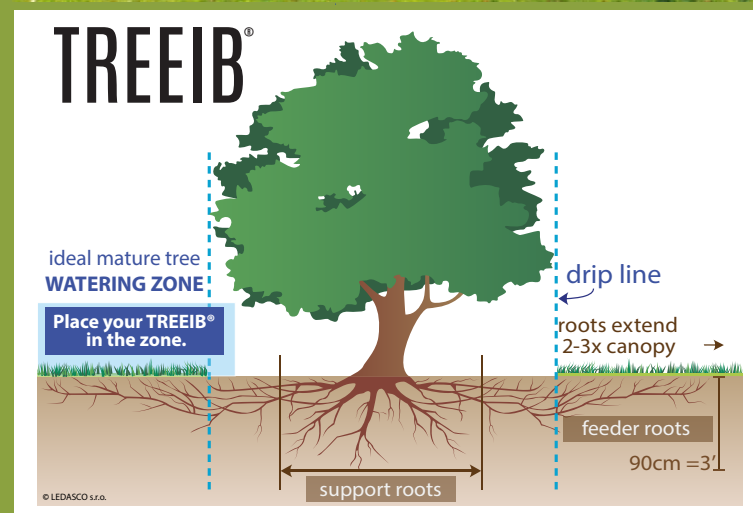 TREEIB®
ideal mature tree
WATERING ZONE
Place your TREEIB®
in the zone.
drip line
roots extend
2-3x canopy
feeder roots
90cm =3'
support roots
© LEDASCO s.r.o.